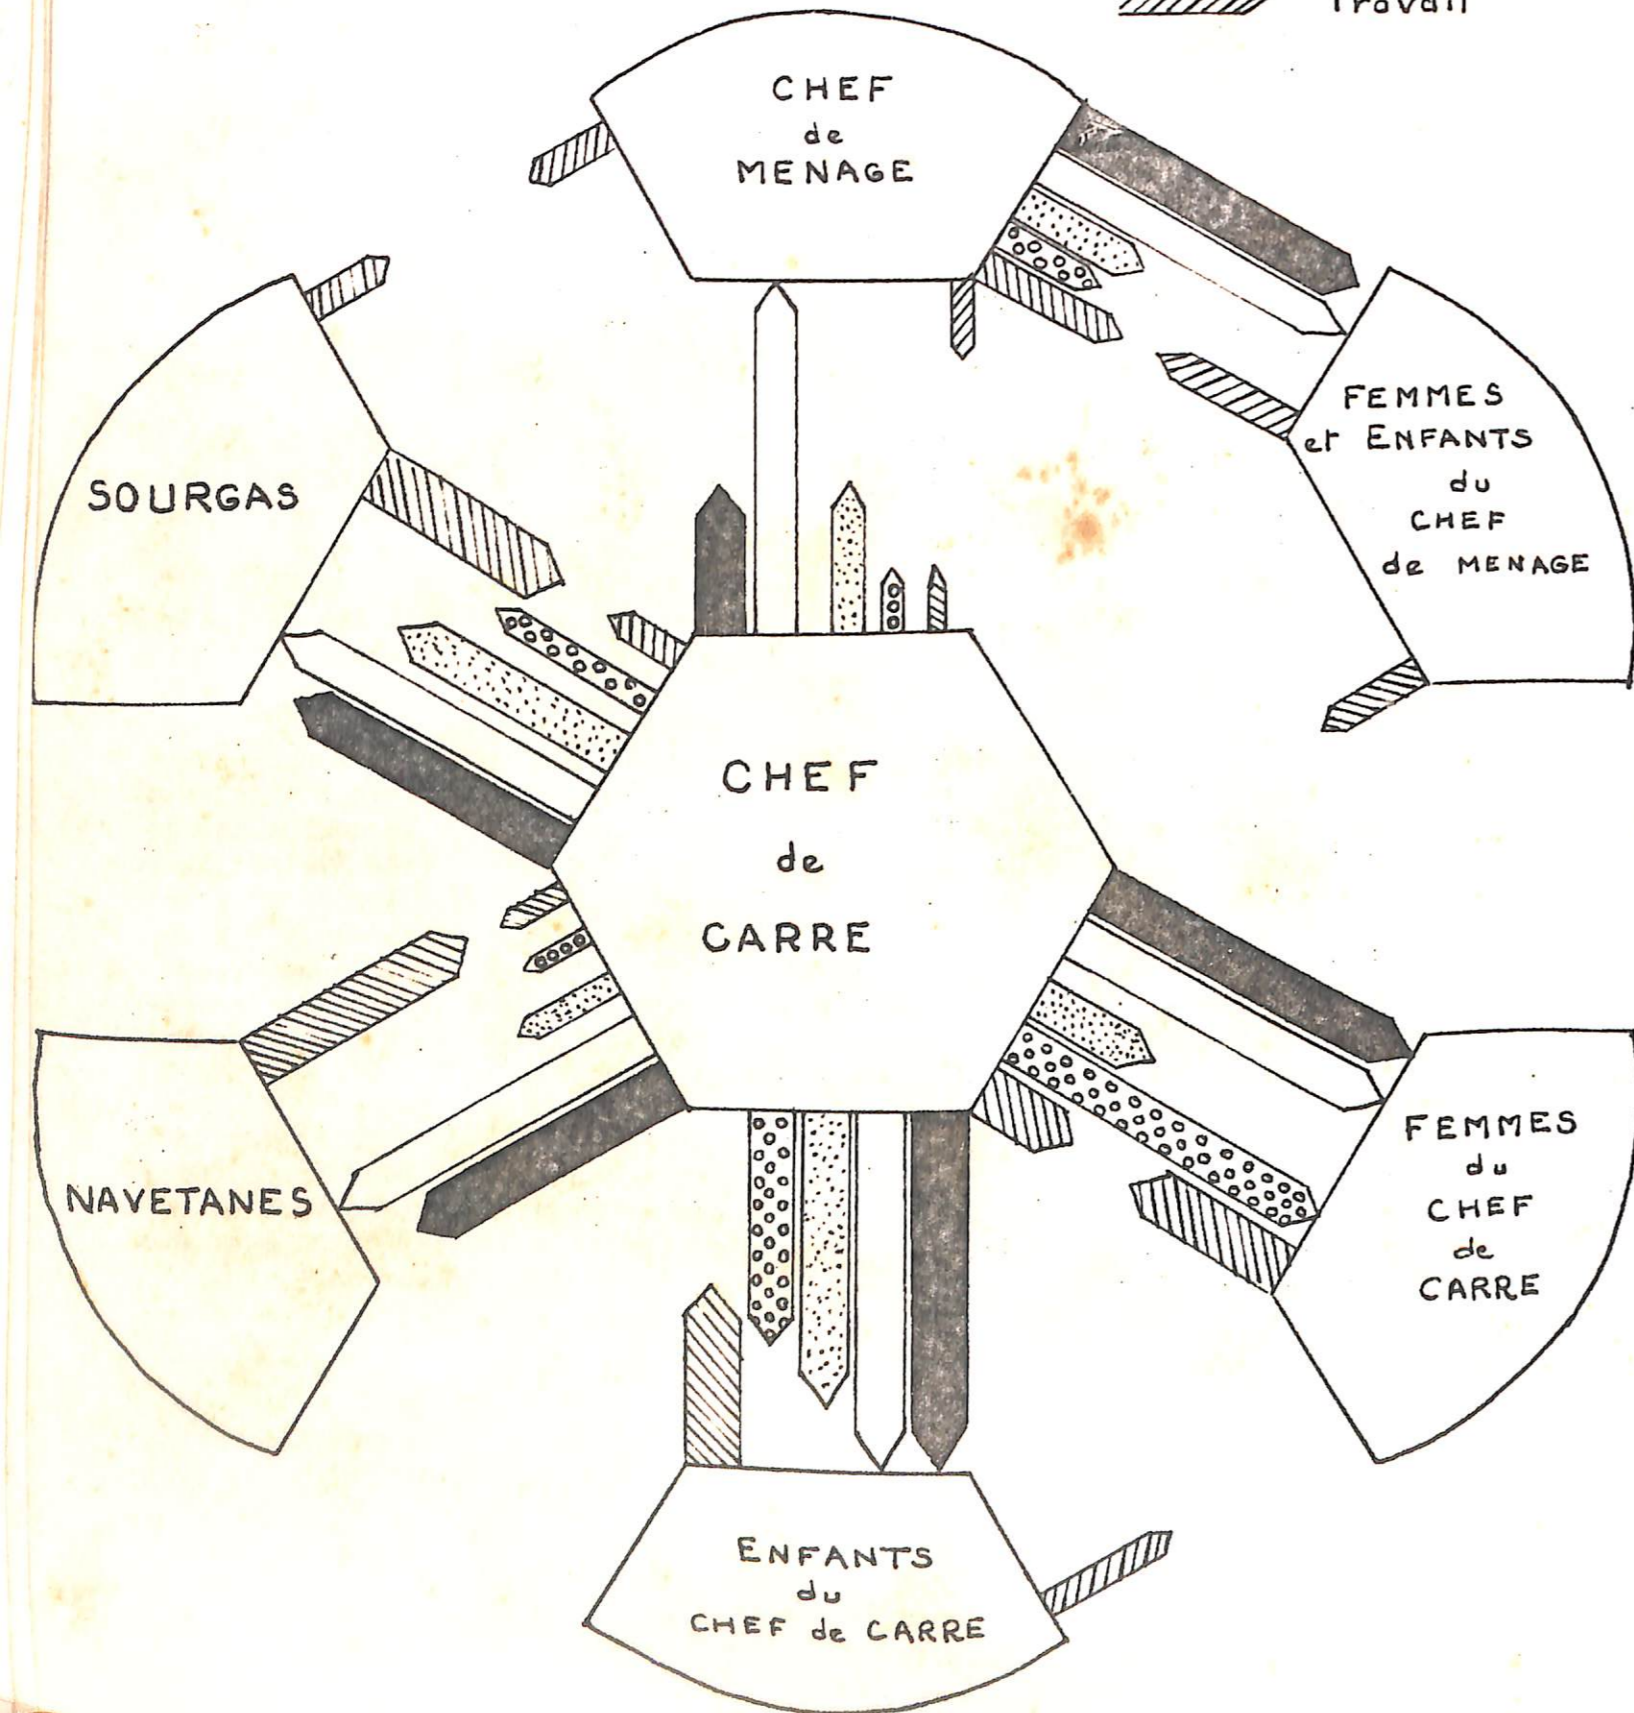 Travail
CHEF
de
MENAGE
FEMMES
et ENFANTS
du
CHEF
de MENAGE
SOURGAS
CHEF
de
CARRE
NAVETANES
FEMMES
du
CHEF
de
CARRE
ENFANTS
du
CHEF de CARRE